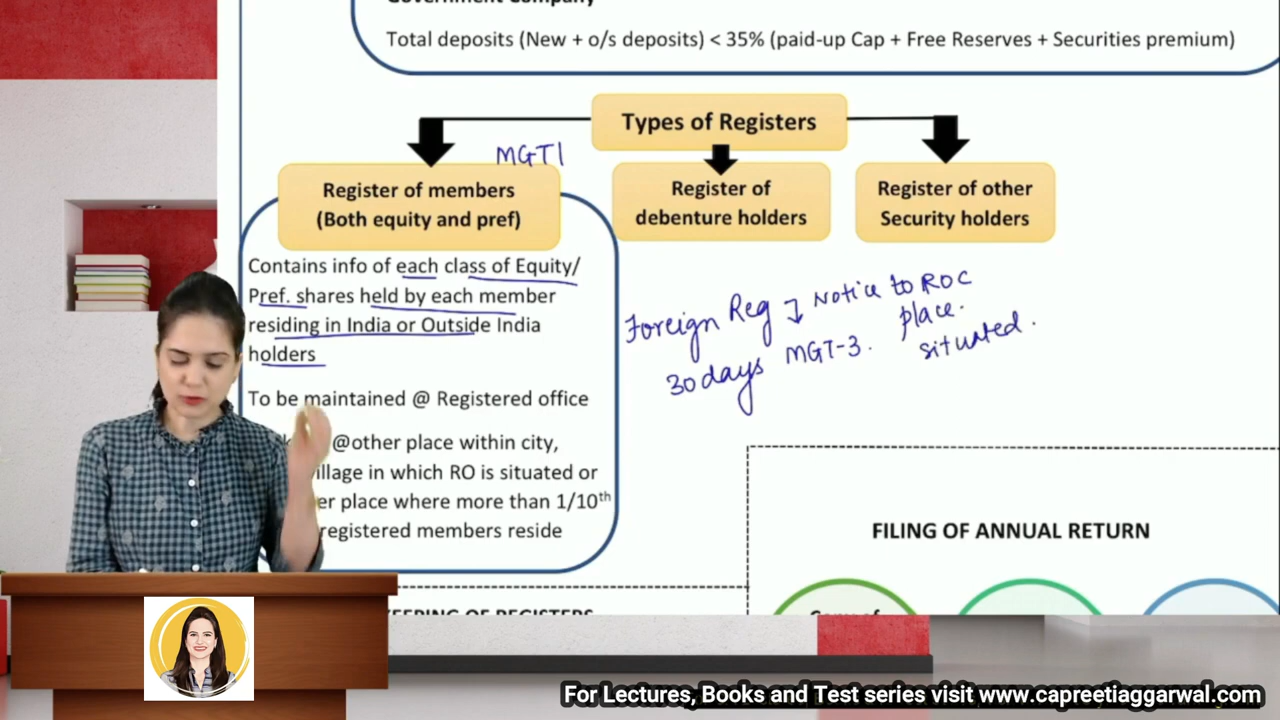 Total deposits (New + o/s deposits) < 35% (paid-up Cap + Free Reserves + Securities premium)
Types of Registers
MGT1
Register of members
(Both equity and pref)
Register of
debenture holders
Register of other
Security holders
Contains info of each class of Equity/
Pref. shares held by each member
residing in India or Outside India
holders
To be maintained @ Registered office
@other place within city,
village in which RO is situated or
place where more than 1/10th
registered members reside
Foreign Reg ↓ Notice to ROC
30 days MGT-3. place.
situated.
FILING OF ANNUAL RETURN
For Lectures, Books and Test series visit www.capreetiaggarwal.com